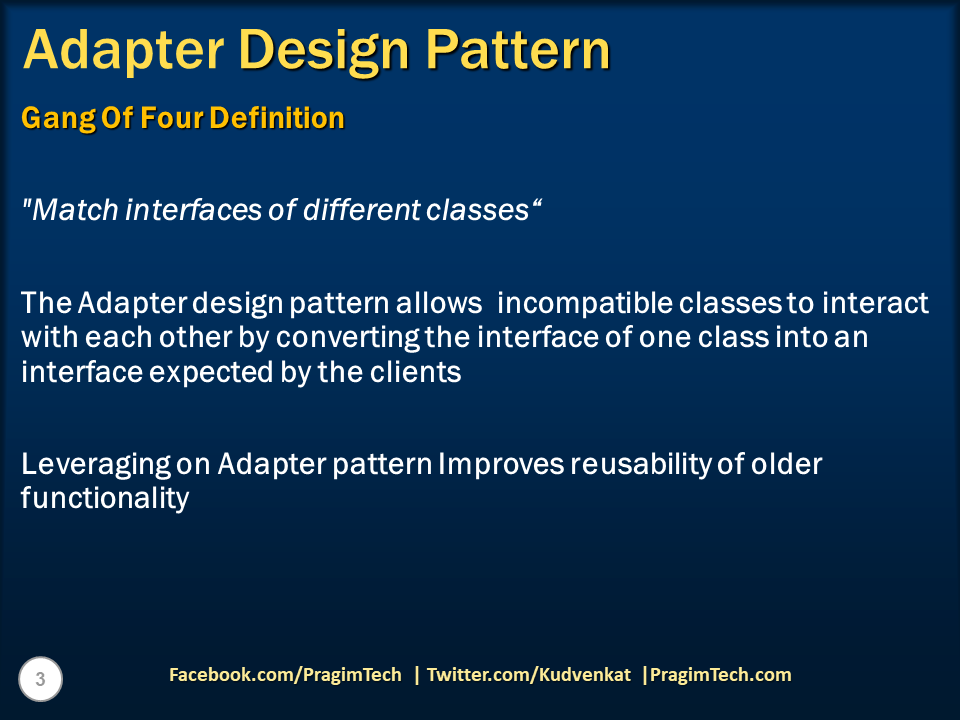 Adapter Design Pattern
Gang Of Four Definition
"Match interfaces of different classes“
The Adapter design pattern allows  incompatible classes to interact
with each other by converting the interface of one class into an
interface expected by the clients
Leveraging on Adapter pattern Improves reusability of older
functionality
3
Facebook.com/PragimTech | Twitter.com/Kudvenkat |PragimTech.com